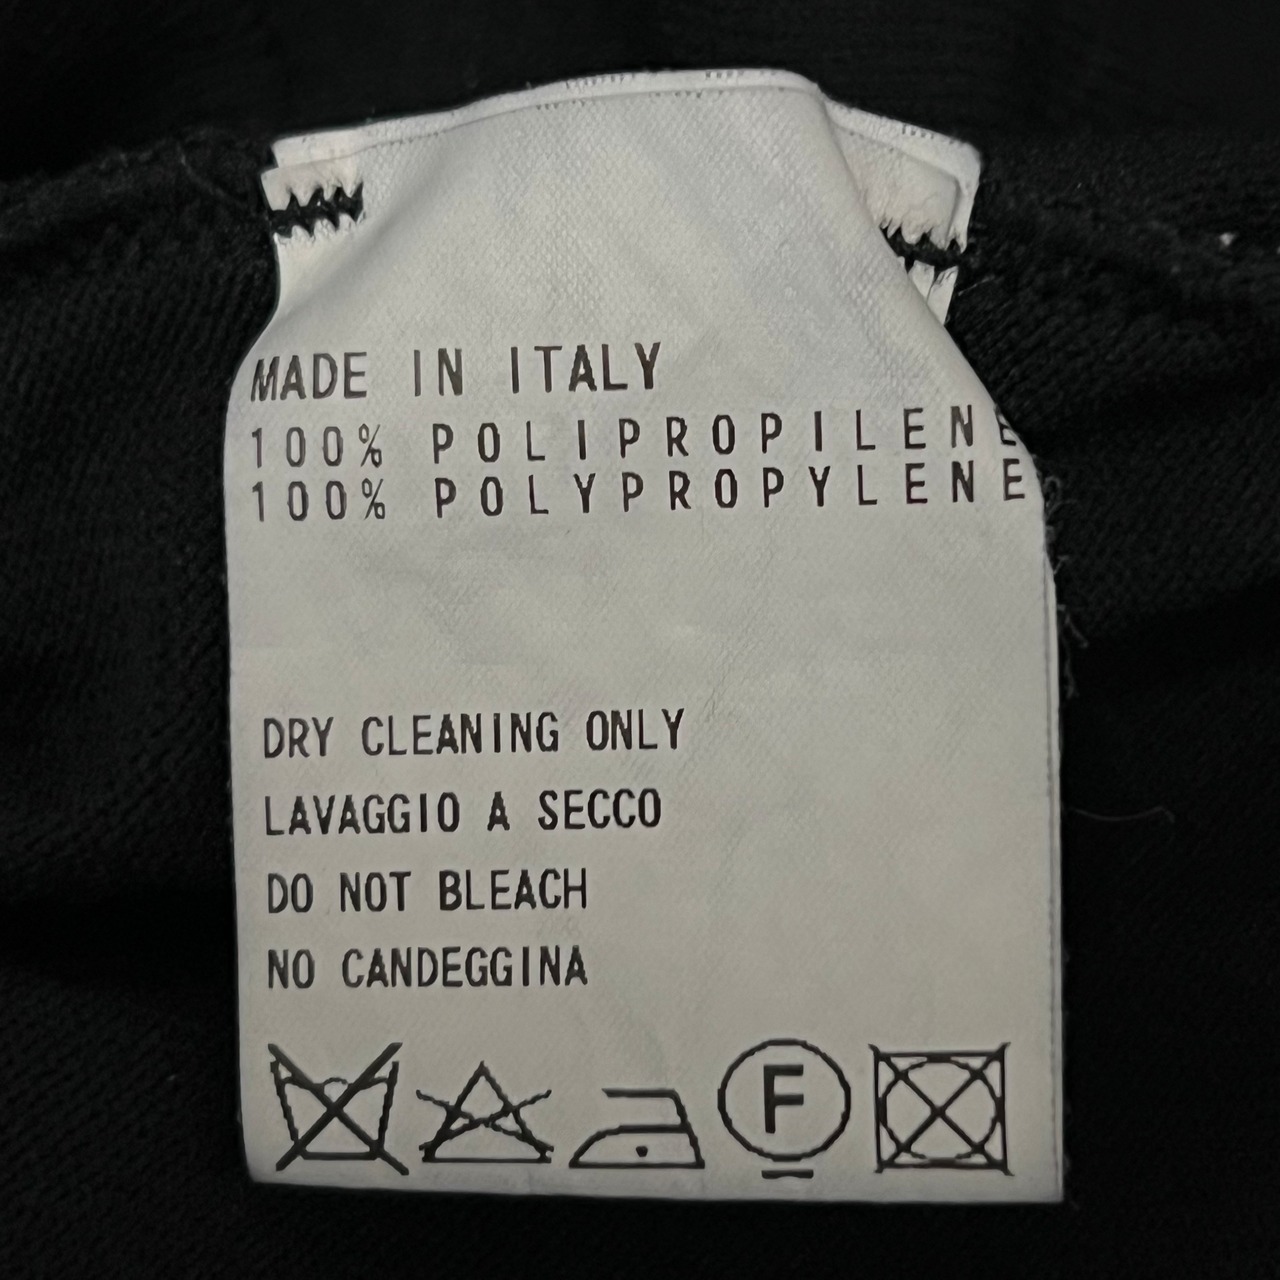 MADE IN ITALY
100% POLIPROPILENE
100% POLYPROPYLENE
DRY CLEANING ONLY
LAVAGGIO A SECCO
DO NOT BLEACH
NO CANDEGGINA
F